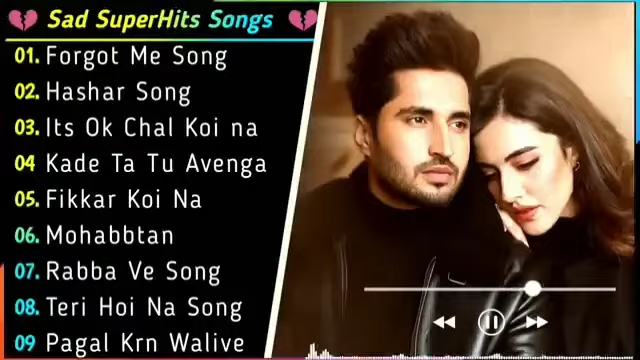 Sad SuperHits Songs
01. Forgot Me Song
02. Hashar Song
03. Its Ok Chal Koi na
04 Kade Ta Tu Avenga
05. Fikkar Koi Na
06. Mohabbtan
07. Rabba Ve Song
08. Teri Hoi Na Song
09 Pagal Krn Walive